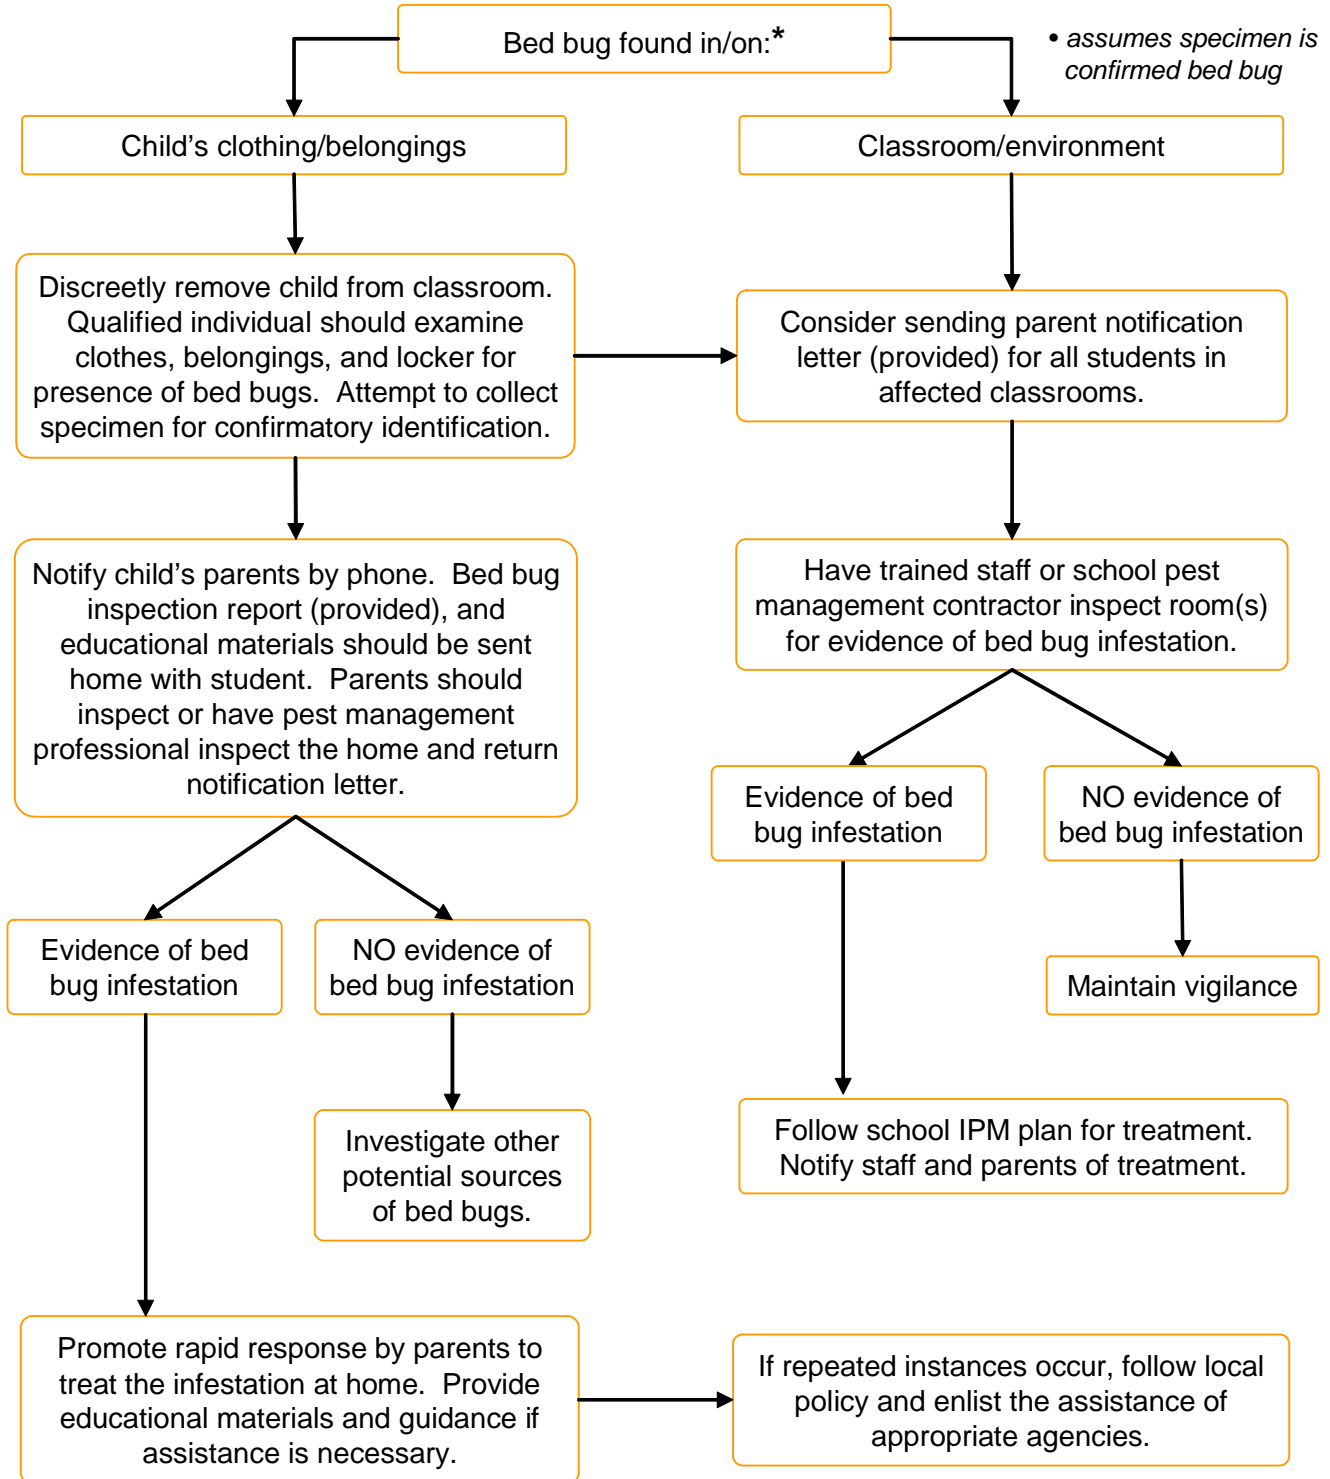 Bed bug found in/on:*
• assumes specimen is
confirmed bed bug
Child's clothing/belongings
Classroom/environment
Discreetly remove child from classroom.
Qualified individual should examine
clothes, belongings, and locker for
presence of bed bugs.  Attempt to collect
specimen for confirmatory identification.
Consider sending parent notification
letter (provided) for all students in
affected classrooms.
Notify child's parents by phone.  Bed bug
inspection report (provided), and
educational materials should be sent
home with student.  Parents should
inspect or have pest management
professional inspect the home and return
notification letter.
Have trained staff or school pest
management contractor inspect room(s)
for evidence of bed bug infestation.
Evidence of bed
bug infestation
NO evidence of
bed bug infestation
Evidence of bed
bug infestation
NO evidence of
bed bug infestation
Maintain vigilance
Investigate other
potential sources
of bed bugs.
Follow school IPM plan for treatment.
Notify staff and parents of treatment.
Promote rapid response by parents to
treat the infestation at home.  Provide
educational materials and guidance if
assistance is necessary.
If repeated instances occur, follow local
policy and enlist the assistance of
appropriate agencies.